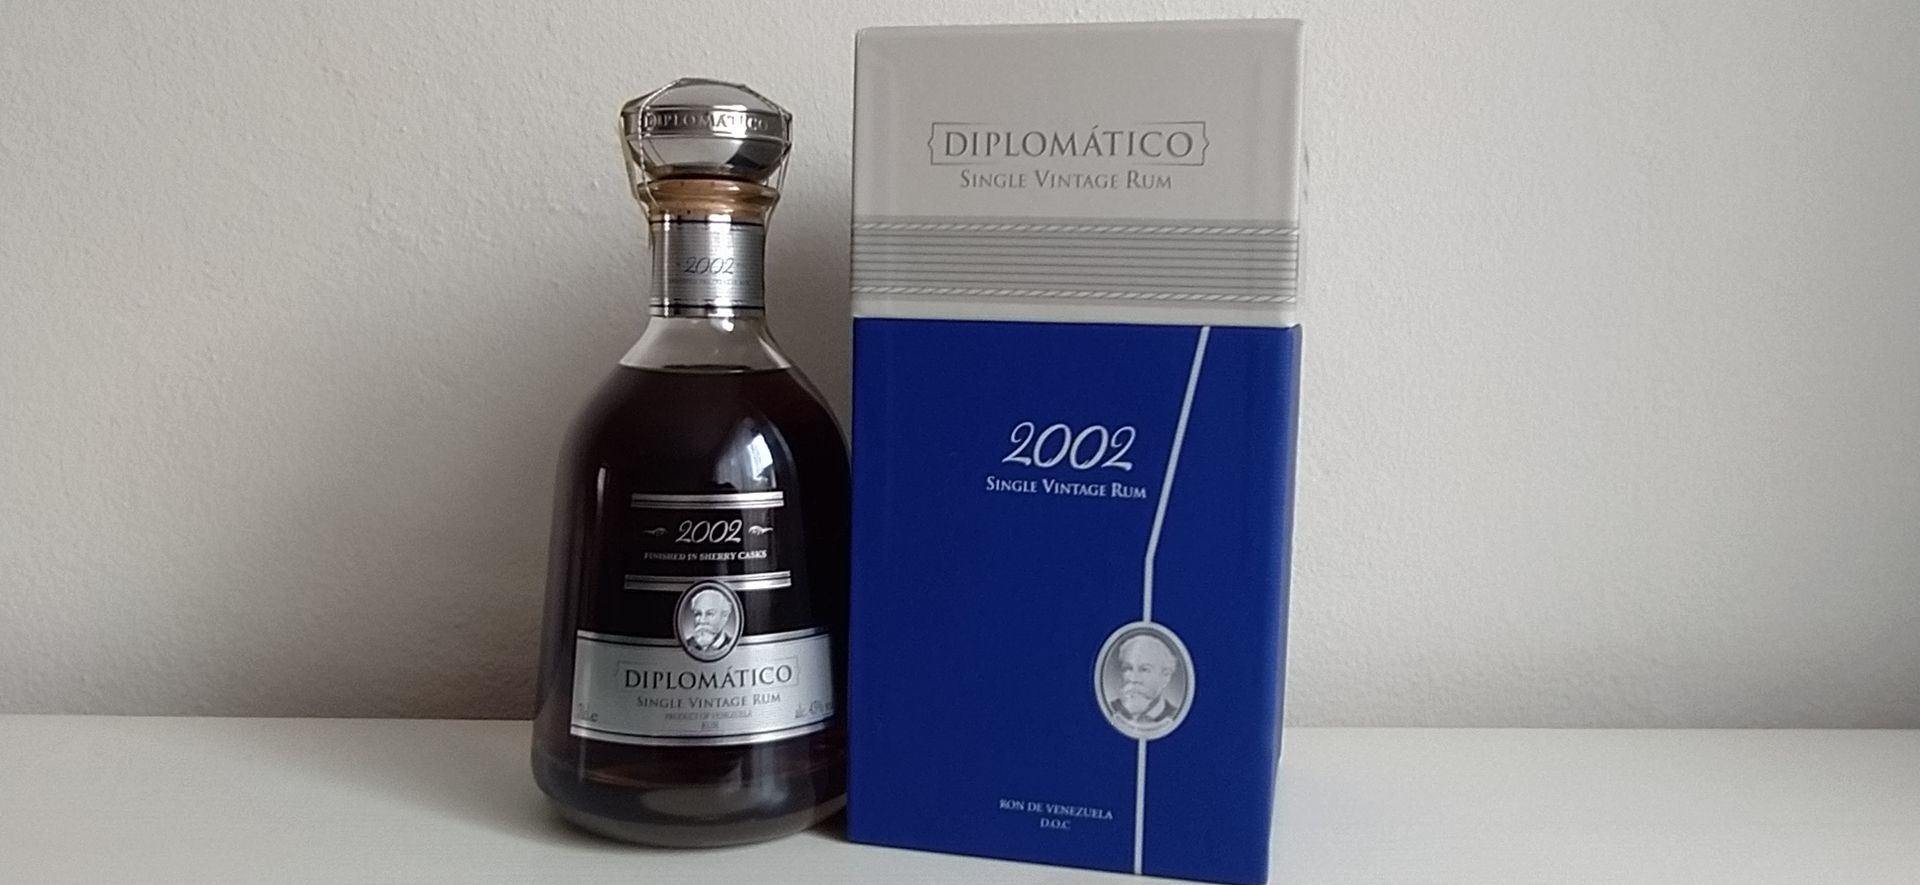 DIPLOMÁTICO
2002
2002
FINISHED IN SHERRY CASKS
DIPLOMÁTICO
SINGLE VINTAGE RUM
PRODUCT OF VENEZUELA
RUM
DIPLOMÁTICO
SINGLE VINTAGE RUM
2002
SINGLE VINTAGE RUM
RON DE VENEZUELA
D.O.C